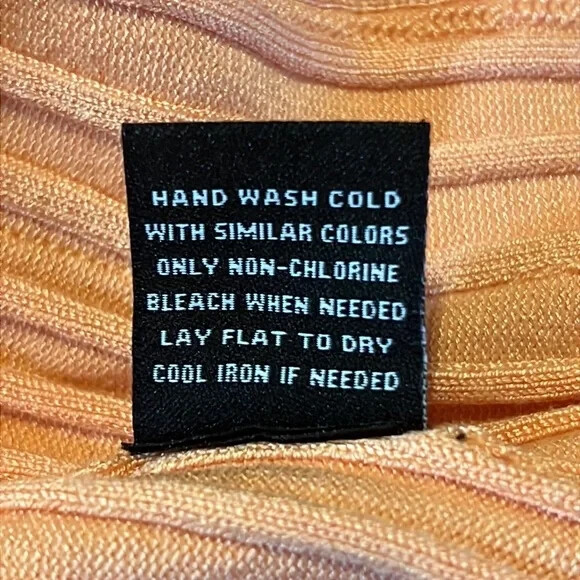 HAND WASH COLD
WITH SIMILAR COLORS
ONLY NON-CHLORINE
BLEACH WHEN NEEDED
LAY FLAT TO DRY
COOL IRON IF NEEDED